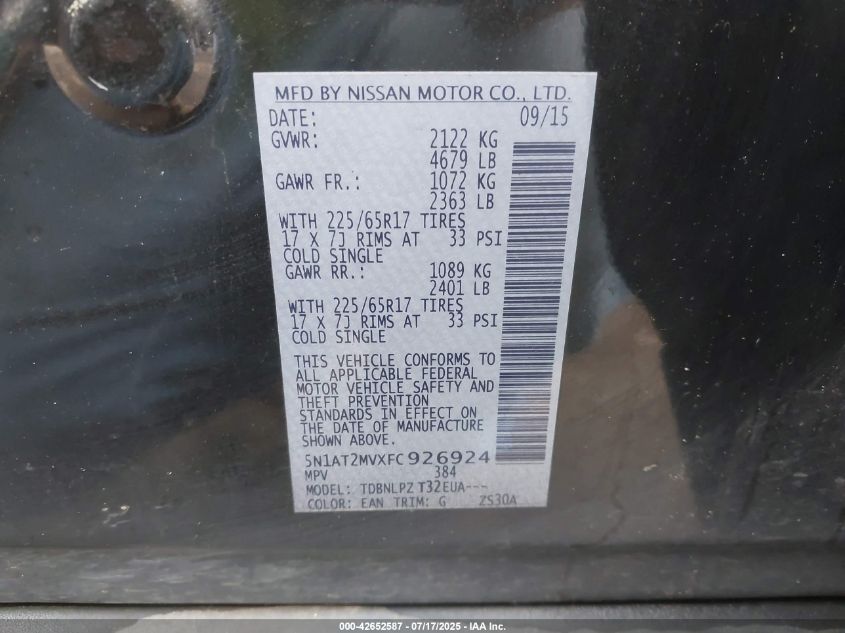 MFD BY NISSAN MOTOR CO., LTD.
DATE: 09/15
GVWR: 2122 KG
4679 LB
GAWR FR.: 1072 KG
2363 LB
WITH 225/65R17 TIRES
17 X 7J RIMS AT 33 PSI
COLD SINGLE
GAWR RR.: 1089 KG
2401 LB
WITH 225/65R17 TIRES
17 X 7J RIMS AT 33 PSI
COLD SINGLE
THIS VEHICLE CONFORMS TO
ALL APPLICABLE FEDERAL
MOTOR VEHICLE SAFETY AND
THEFT PREVENTION
STANDARDS IN EFFECT ON
THE DATE OF MANUFACTURE
SHOWN ABOVE.
5N1AT2MVXFC926924
MPV 384
MODEL: TDBNLPZ T32EUA---
COLOR: EAN TRIM: G ZS30A
000-42652587 - 07/17/2025 - IAA Inc.